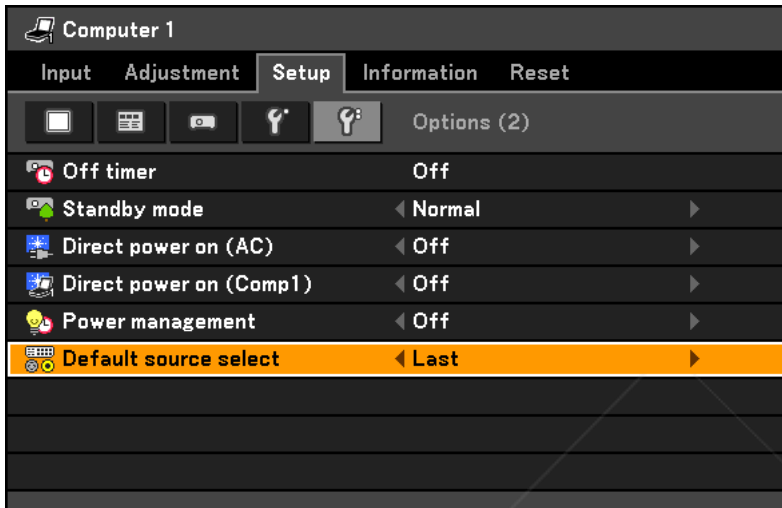 Computer 1
Input Adjustment Setup Information Reset
Options (2)
Off timer Off
Standby mode Normal
Direct power on (AC) Off
Direct power on (Comp1) Off
Power management Off
Default source select Last